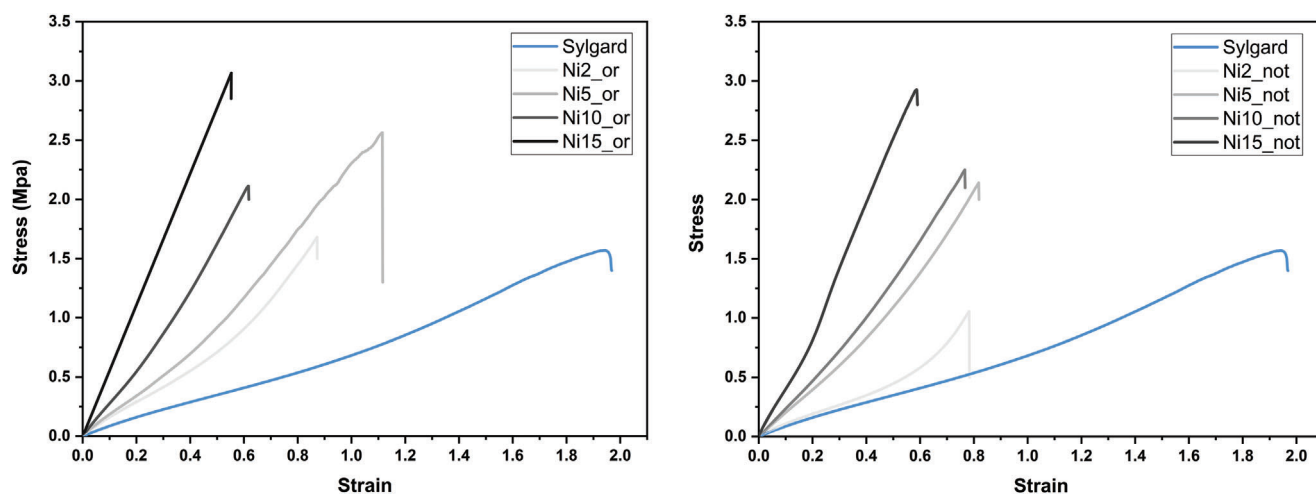 3.5
3.0
2.5
2.0
1.5
1.0
0.5
0.0
Stress (Mpa)
0.0 0.2 0.4 0.6 0.8 1.0 1.2 1.4 1.6 1.8 2.0
Strain
Sylgard
Ni2_or
Ni5_or
Ni10_or
Ni15_or
3.5
3.0
2.5
2.0
1.5
1.0
0.5
0.0
Stress
0.0 0.2 0.4 0.6 0.8 1.0 1.2 1.4 1.6 1.8 2.0
Strain
Sylgard
Ni2_not
Ni5_not
Ni10_not
Ni15_not